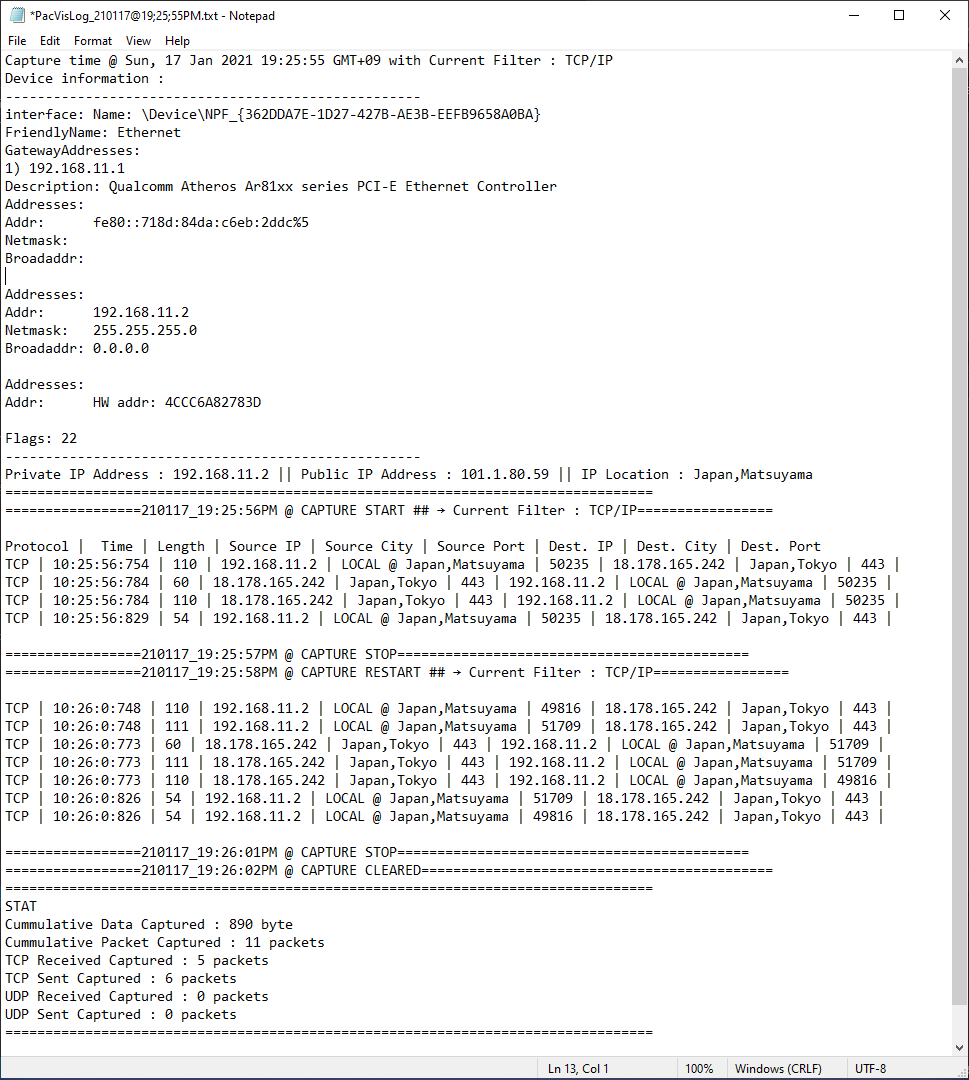 *PacVisLog_210117@19;25;55PM.txt - Notepad
File Edit Format View Help
Capture time @ Sun, 17 Jan 2021 19:25:55 GMT+09 with Current Filter : TCP/IP
Device information :
----------------------------------------------------
interface: Name: \Device\NPF_{362DDA7E-1D27-427B-AE3B-EEFB9658A0BA}
FriendlyName: Ethernet
GatewayAddresses:
1) 192.168.11.1
Description: Qualcomm Atheros Ar81xx series PCI-E Ethernet Controller
Addresses:
Addr:      fe80::718d:84da:c6eb:2ddc%5
Netmask:
Broadaddr:
Addresses:
Addr:      192.168.11.2
Netmask:   255.255.255.0
Broadaddr: 0.0.0.0
Addresses:
Addr:      HW addr: 4CCC6A82783D
Flags: 22
----------------------------------------------------
Private IP Address : 192.168.11.2 || Public IP Address : 101.1.80.59 || IP Location : Japan,Matsuyama
=================================================================================
=================210117_19:25:56PM @ CAPTURE START ## → Current Filter : TCP/IP=================
Protocol |  Time | Length | Source IP | Source City | Source Port | Dest. IP | Dest. City | Dest. Port
TCP | 10:25:56:754 | 110 | 192.168.11.2 | LOCAL @ Japan,Matsuyama | 50235 | 18.178.165.242 | Japan,Tokyo | 443 |
TCP | 10:25:56:784 | 60 | 18.178.165.242 | Japan,Tokyo | 443 | 192.168.11.2 | LOCAL @ Japan,Matsuyama | 50235 |
TCP | 10:25:56:784 | 110 | 18.178.165.242 | Japan,Tokyo | 443 | 192.168.11.2 | LOCAL @ Japan,Matsuyama | 50235 |
TCP | 10:25:56:829 | 54 | 192.168.11.2 | LOCAL @ Japan,Matsuyama | 50235 | 18.178.165.242 | Japan,Tokyo | 443 |
=================210117_19:25:57PM @ CAPTURE STOP============================================
=================210117_19:25:58PM @ CAPTURE RESTART ## → Current Filter : TCP/IP=================
TCP | 10:26:0:748 | 110 | 192.168.11.2 | LOCAL @ Japan,Matsuyama | 49816 | 18.178.165.242 | Japan,Tokyo | 443 |
TCP | 10:26:0:748 | 111 | 192.168.11.2 | LOCAL @ Japan,Matsuyama | 51709 | 18.178.165.242 | Japan,Tokyo | 443 |
TCP | 10:26:0:773 | 60 | 18.178.165.242 | Japan,Tokyo | 443 | 192.168.11.2 | LOCAL @ Japan,Matsuyama | 51709 |
TCP | 10:26:0:773 | 111 | 18.178.165.242 | Japan,Tokyo | 443 | 192.168.11.2 | LOCAL @ Japan,Matsuyama | 51709 |
TCP | 10:26:0:773 | 110 | 18.178.165.242 | Japan,Tokyo | 443 | 192.168.11.2 | LOCAL @ Japan,Matsuyama | 49816 |
TCP | 10:26:0:826 | 54 | 192.168.11.2 | LOCAL @ Japan,Matsuyama | 51709 | 18.178.165.242 | Japan,Tokyo | 443 |
TCP | 10:26:0:826 | 54 | 192.168.11.2 | LOCAL @ Japan,Matsuyama | 49816 | 18.178.165.242 | Japan,Tokyo | 443 |
=================210117_19:26:01PM @ CAPTURE STOP============================================
=================210117_19:26:02PM @ CAPTURE CLEARED============================================
=================================================================================
STAT
Cummulative Data Captured : 890 byte
Cummulative Packet Captured : 11 packets
TCP Received Captured : 5 packets
TCP Sent Captured : 6 packets
UDP Received Captured : 0 packets
UDP Sent Captured : 0 packets
=================================================================================
Ln 13, Col 1 100% Windows (CRLF) UTF-8